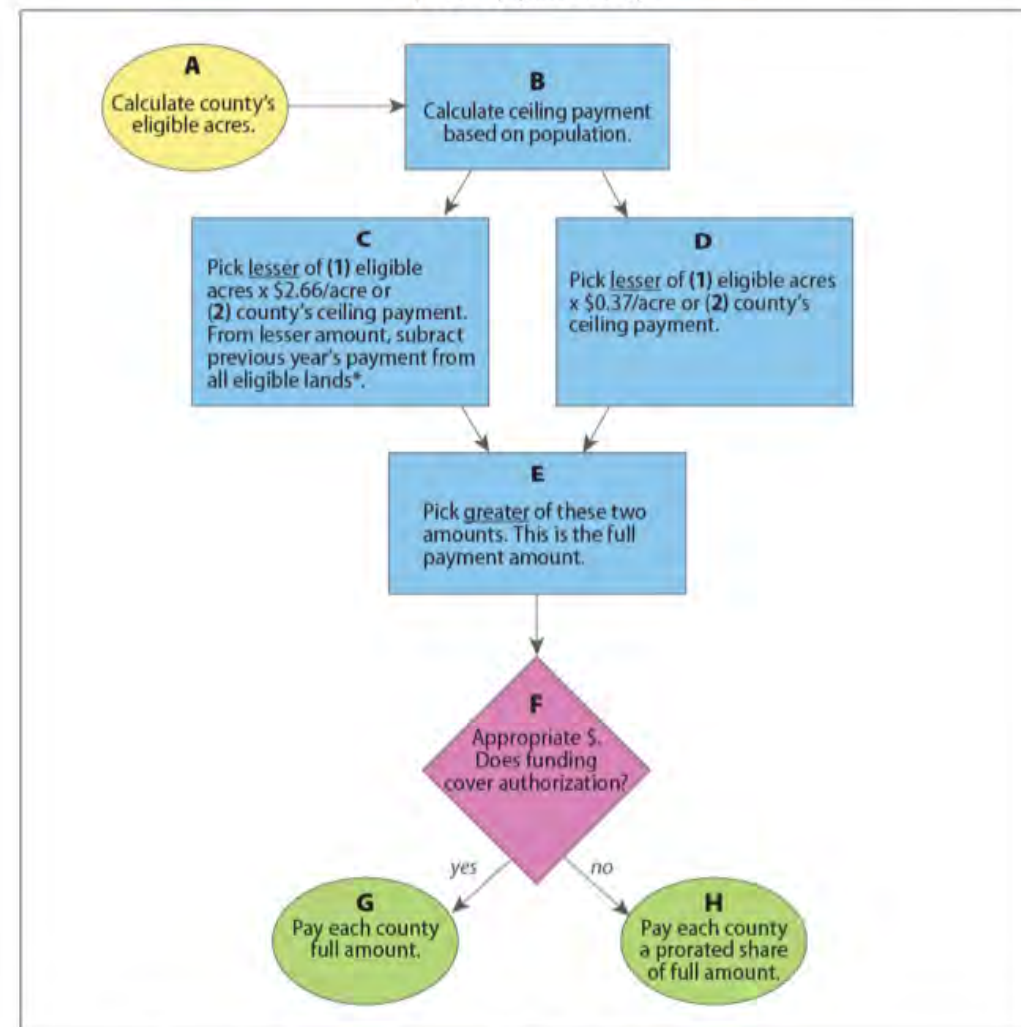 A
Calculate county's
eligible acres.
B
Calculate ceiling payment
based on population.
C
Pick lesser of (1) eligible
acres x $2.66/acre or
(2) county's ceiling payment.
From lesser amount, subract
previous year's payment from
all eligible lands*.
D
Pick lesser of (1) eligible acres
x $0.37/acre or (2) county's
ceiling payment.
E
Pick greater of these two
amounts. This is the full
payment amount.
F
Appropriate $.
Does funding
cover authorization?
yes
no
G
Pay each county
full amount.
H
Pay each county
a prorated share
of full amount.